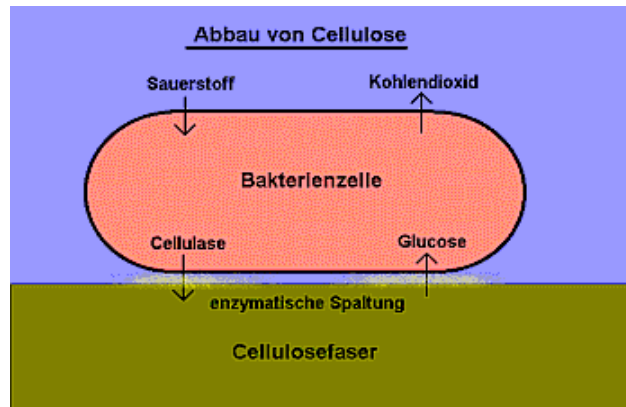 Abbau von Cellulose
Sauerstoff Kohlendioxid
Bakterienzelle
Cellulase Glucose
enzymatische Spaltung
Cellulosefaser